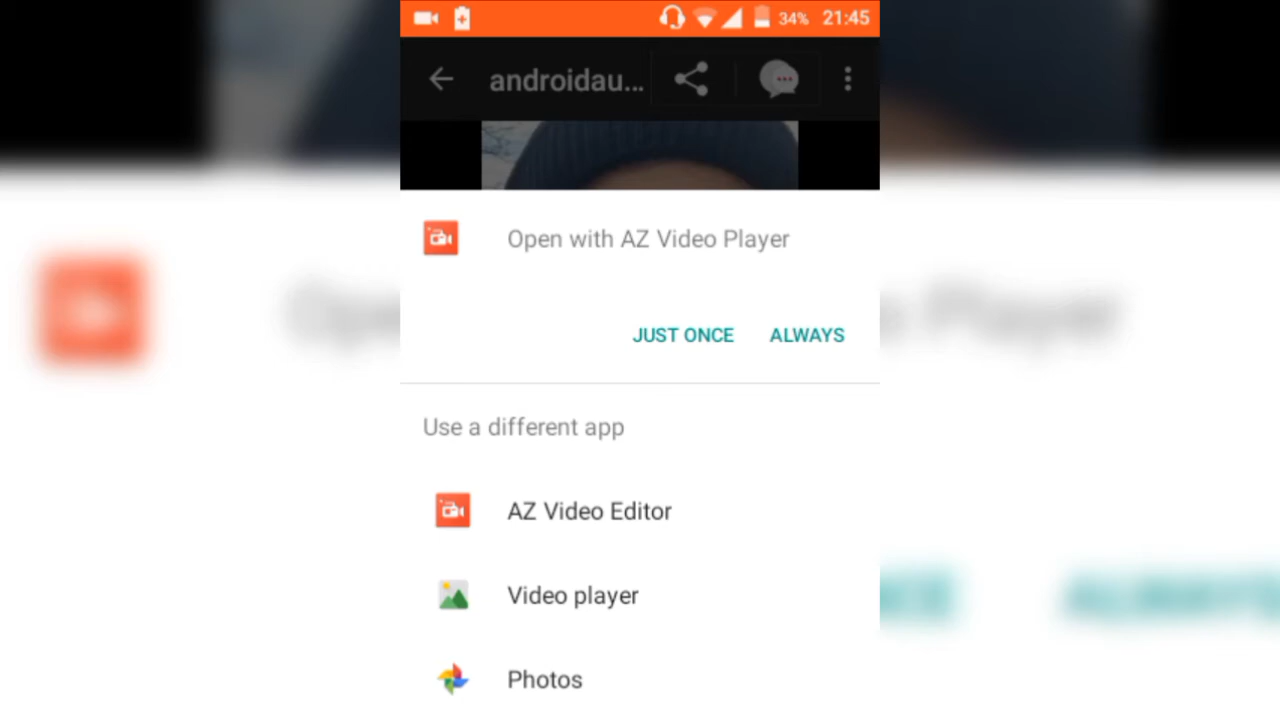 34% 21:45
androidau...
Open with AZ Video Player
JUST ONCE ALWAYS
Use a different app
AZ Video Editor
Video player
Photos